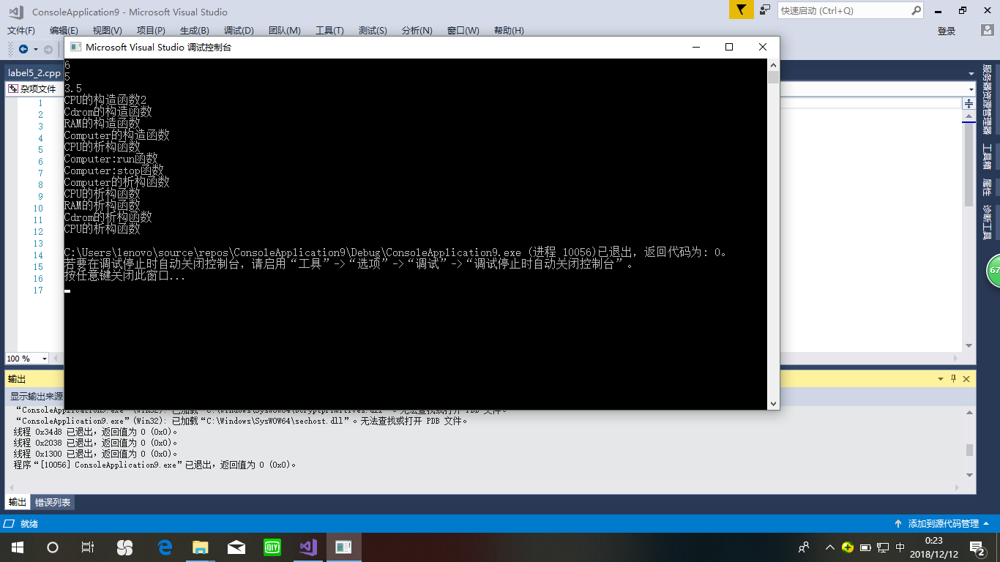 ConsoleApplication9 - Microsoft Visual Studio
快速启动 (Ctrl+Q)
文件(F) 编辑(E) 视图(V) 项目(P) 生成(B) 调试(D) 团队(M) 工具(T) 测试(S) 分析(N) 窗口(W) 帮助(H)
登录
Microsoft Visual Studio 调试控制台
label5_2.cpp
杂项文件
1
2
3
4
5
6
7
8
9
10
11
12
13
14
15
16
17
6
5
3.5
CPU的构造函数2
Cdrom的构造函数
RAM的构造函数
Computer的构造函数
CPU的析构函数
Computer:run函数
Computer:stop函数
Computer的析构函数
CPU的析构函数
RAM的析构函数
Cdrom的析构函数
CPU的析构函数
C:\Users\lenovo\source\repos\ConsoleApplication9\Debug\ConsoleApplication9.exe (进程 10056)已退出, 返回代码为: 0。
若要在调试停止时自动关闭控制台, 请启用“工具”->“选项”->“调试”->“调试停止时自动关闭控制台”。
按任意键关闭此窗口...
服务器资源管理器
工具箱
属性
诊断工具
67
100 %
输出
显示输出来源
“ConsoleApplication9.exe”(Win32): 已加载“C:\Windows\SysWOW64\bcryptprimitives.dll”。无法查找或打开 PDB 文件。
“ConsoleApplication9.exe”(Win32): 已加载“C:\Windows\SysWOW64\sechost.dll”。无法查找或打开 PDB 文件。
线程 0x34d8 已退出，返回值为 0 (0x0)。
线程 0x2038 已退出，返回值为 0 (0x0)。
线程 0x1300 已退出，返回值为 0 (0x0)。
程序“[10056] ConsoleApplication9.exe”已退出，返回值为 0 (0x0)。
输出 错误列表
就绪
添加到源代码管理
DIY
中
0:23
2018/12/12
2